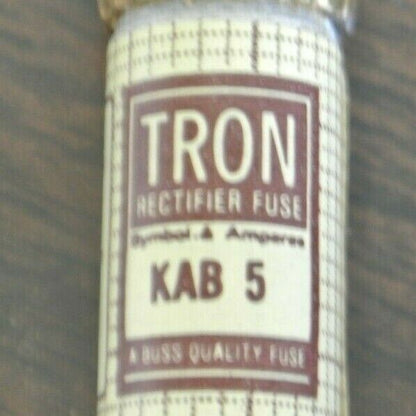 TRON
RECTIFIER FUSE
Symbol & Amperes
KAB 5
A BUSS QUALITY FUSE